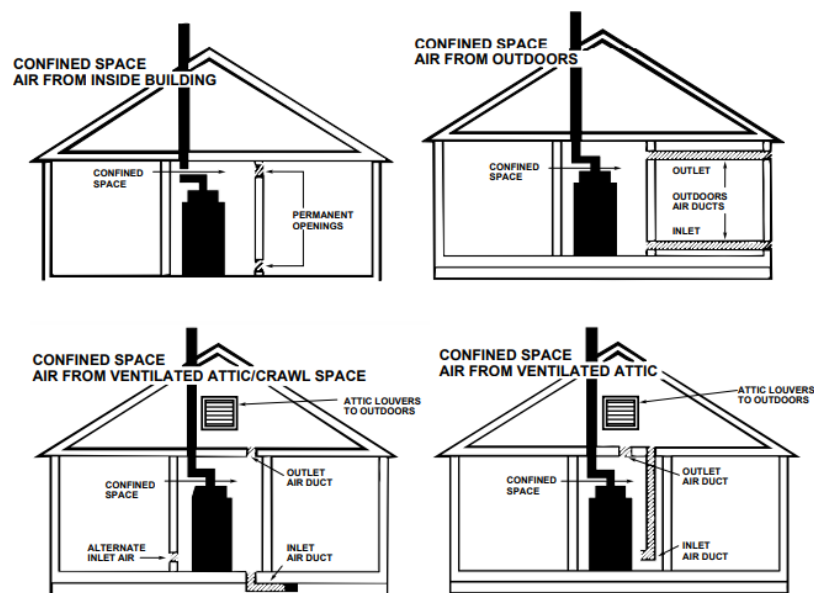 CONFINED SPACE
AIR FROM INSIDE BUILDING
CONFINED
SPACE
PERMANENT
OPENINGS
CONFINED SPACE
AIR FROM OUTDOORS
CONFINED
SPACE
OUTLET
OUTDOORS
AIR DUCTS
INLET
CONFINED SPACE
AIR FROM VENTILATED ATTIC/CRAWL SPACE
ATTIC LOUVERS
TO OUTDOORS
OUTLET
AIR DUCT
CONFINED
SPACE
ALTERNATE
INLET AIR
INLET
AIR DUCT
CONFINED SPACE
AIR FROM VENTILATED ATTIC
ATTIC LOUVERS
TO OUTDOORS
OUTLET
AIR DUCT
CONFINED
SPACE
INLET
AIR DUCT